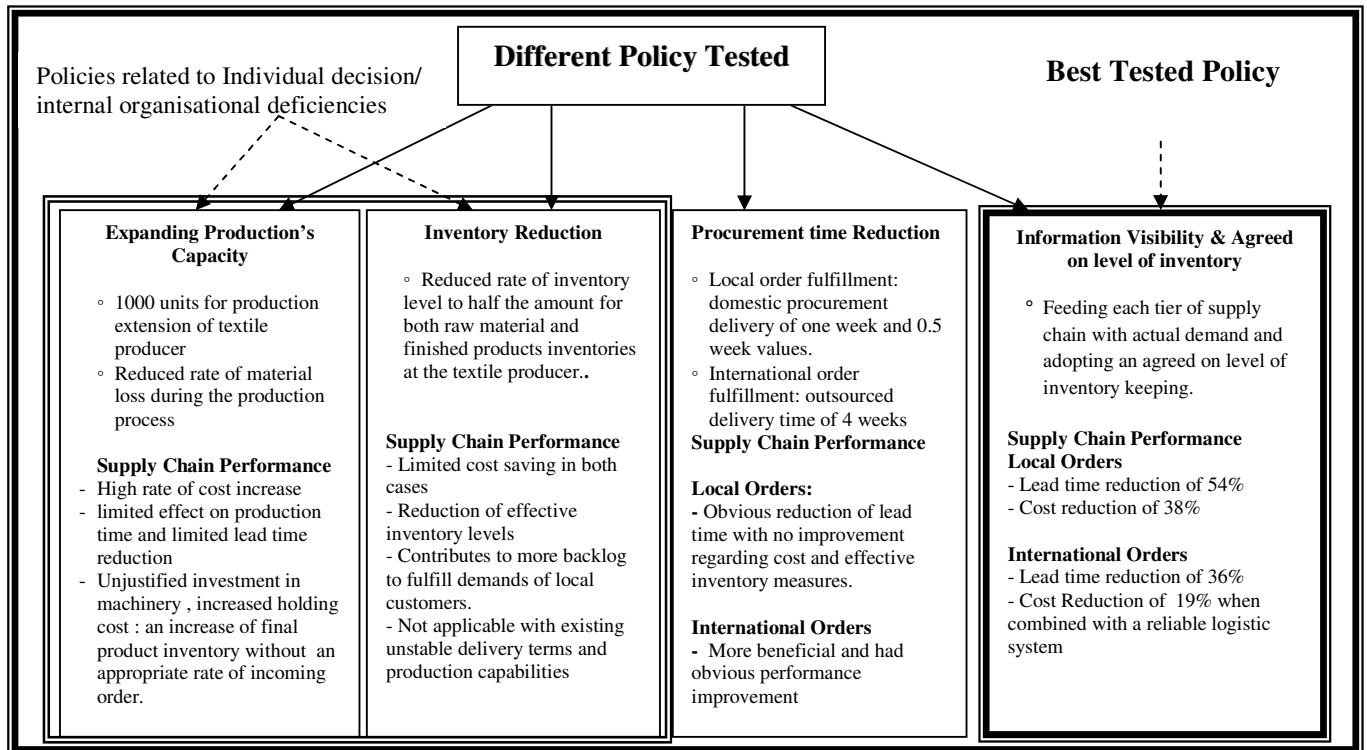 Different Policy Tested
Policies related to Individual decision/
internal organisational deficiencies
Best Tested Policy
Expanding Production’s
Capacity
◦ 1000 units for production
extension of textile
producer
◦ Reduced rate of material
loss during the production
process
Supply Chain Performance
- High rate of cost increase
- limited effect on production
time and limited lead time
reduction
- Unjustified investment in
machinery , increased holding
cost : an increase of final
product inventory without an
appropriate rate of incoming
order.
Inventory Reduction
◦ Reduced rate of inventory
level to half the amount for
both raw material and
finished products inventories
at the textile producer..
Supply Chain Performance
- Limited cost saving in both
cases
- Reduction of effective
inventory levels
- Contributes to more backlog
to fulfill demands of local
customers.
- Not applicable with existing
unstable delivery terms and
production capabilities
Procurement time Reduction
◦ Local order fulfillment:
domestic procurement
delivery of one week and 0.5
week values.
◦ International order
fulfillment: outsourced
delivery time of 4 weeks
Supply Chain Performance
Local Orders:
- Obvious reduction of lead
time with no improvement
regarding cost and effective
inventory measures.
International Orders
- More beneficial and had
obvious performance
improvement
Information Visibility & Agreed
on level of inventory
° Feeding each tier of supply
chain with actual demand and
adopting an agreed on level of
inventory keeping.
Supply Chain Performance
Local Orders
- Lead time reduction of 54%
- Cost reduction of 38%
International Orders
- Lead time reduction of 36%
- Cost Reduction of 19% when
combined with a reliable logistic
system